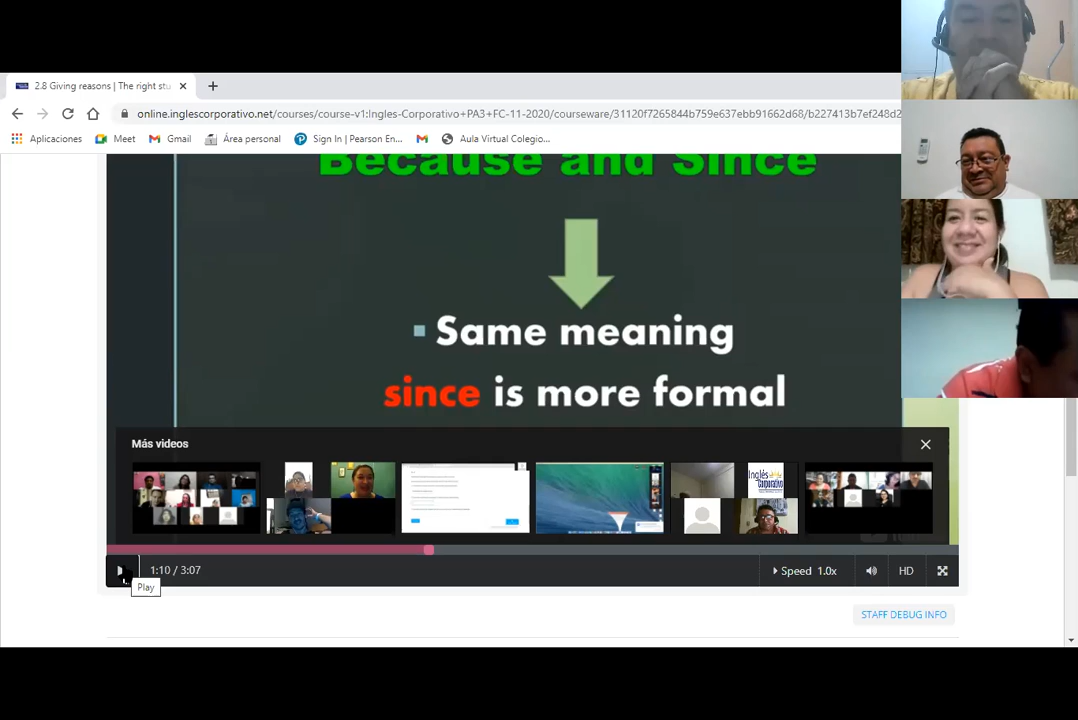 2.8 Giving reasons | The right stu
online.inglescorporativo.net/courses/course-v1:Ingles-Corporativo+PA3+FC-11-2020/courseware/31120f7265844b759e637ebb91662d68/b227413b7ef248d2
Aplicaciones Meet Gmail Área personal Sign In | Pearson En... Aula Virtual Colegio...
Because and Since
Same meaning
since is more formal
Más videos
Inglés
Corporativo
1:10 / 3:07
Speed 1.0x
HD
Play
STAFF DEBUG INFO